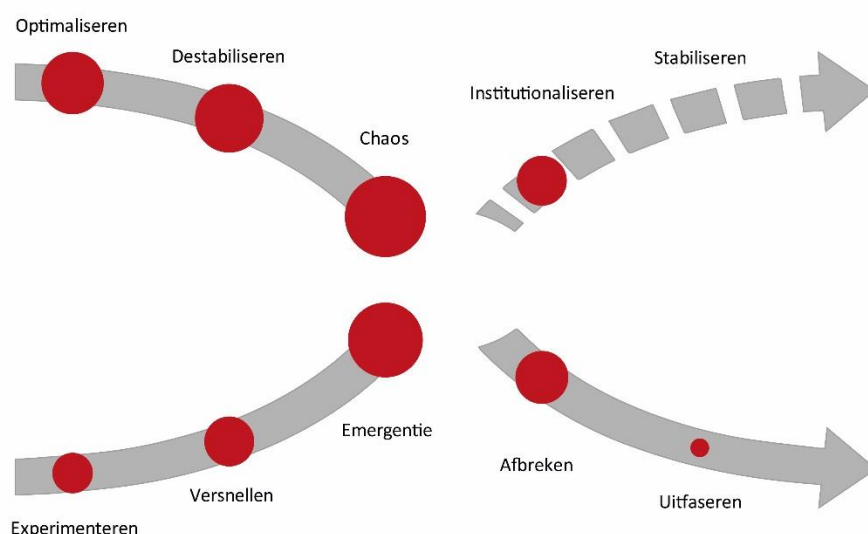 Optimaliseren
Destabiliseren
Chaos
Institutionaliseren
Stabiliseren
Experimenteren
Versnellen
Emergentie
Afbreken
Uitfaseren